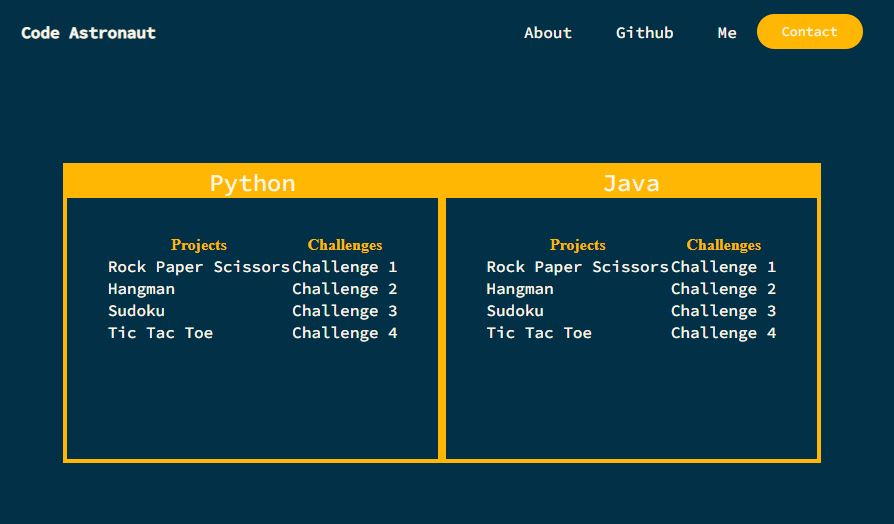 Code Astronaut About Github Me Contact
Python Java
Projects Challenges Projects Challenges
Rock Paper Scissors Challenge 1 Rock Paper Scissors Challenge 1
Hangman Challenge 2 Hangman Challenge 2
Sudoku Challenge 3 Sudoku Challenge 3
Tic Tac Toe Challenge 4 Tic Tac Toe Challenge 4